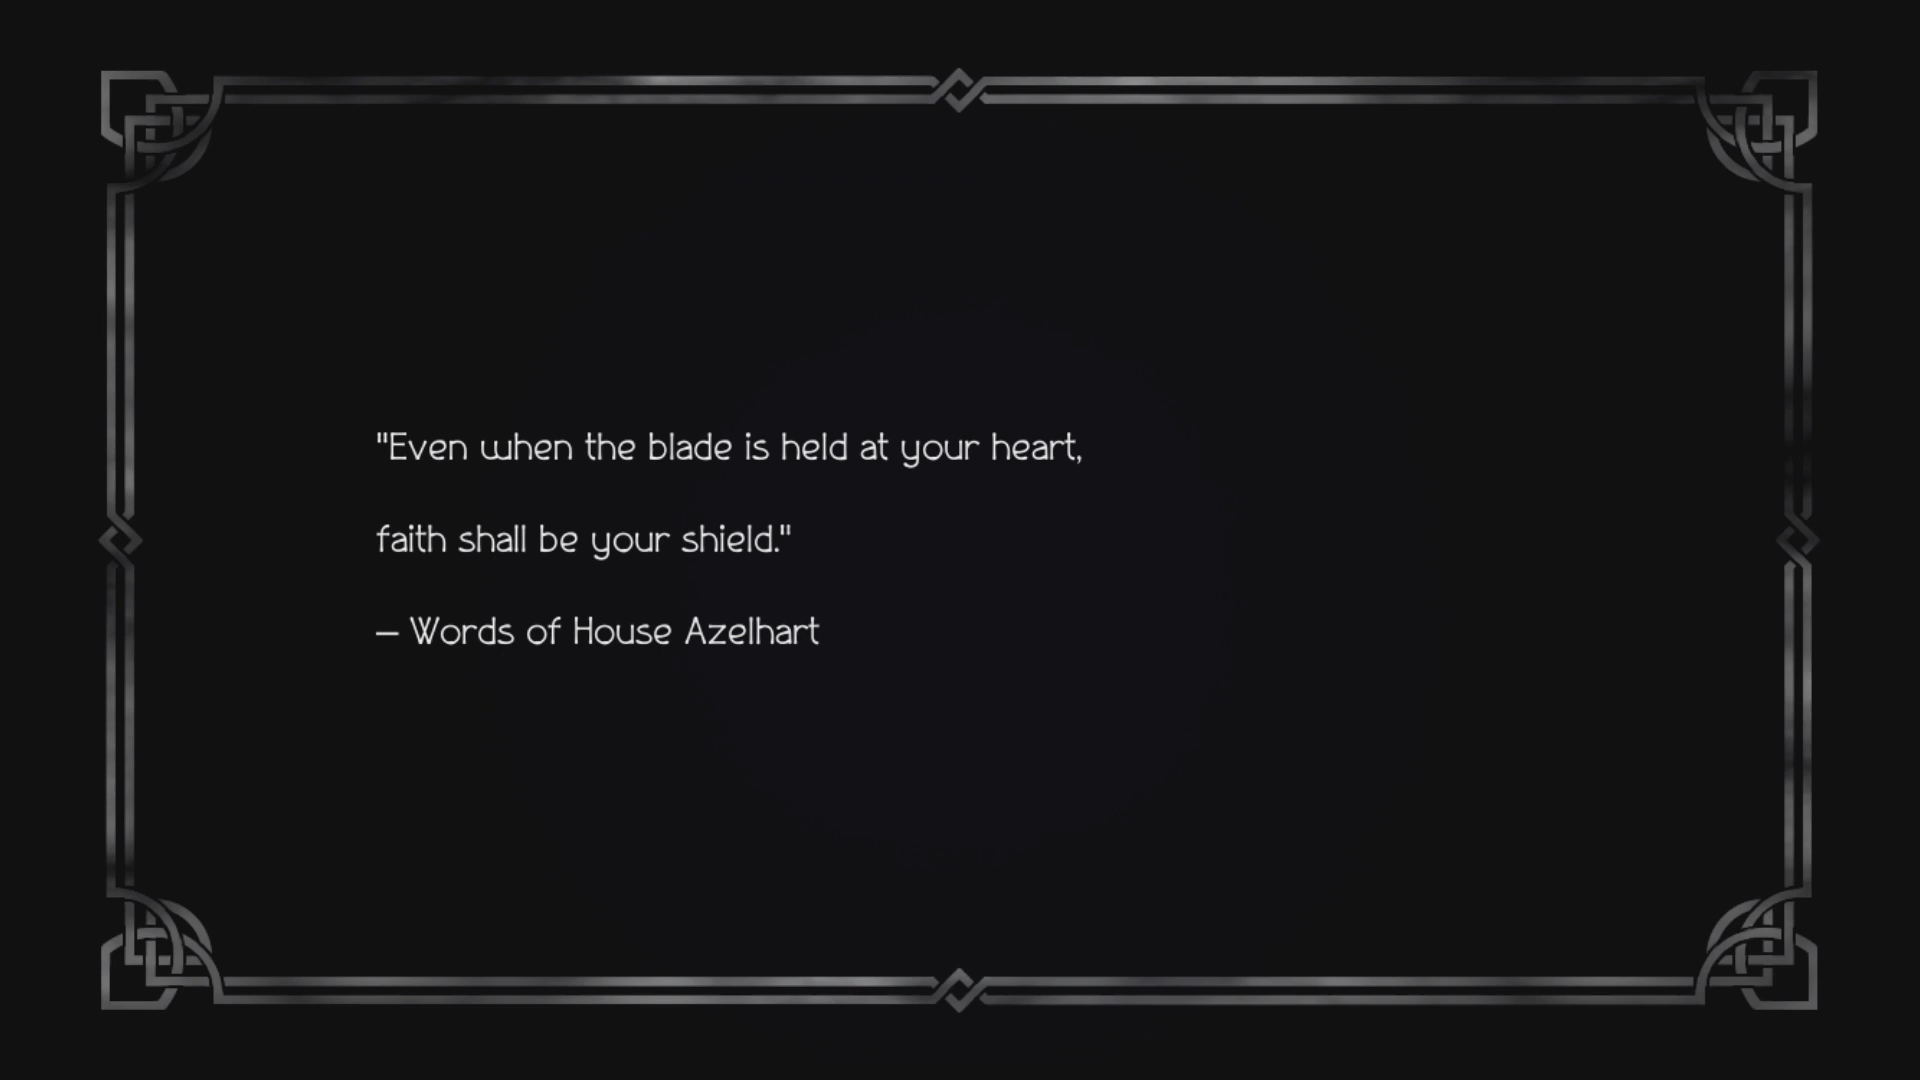 "Even when the blade is held at your heart,
faith shall be your shield."
– Words of House Azelhart